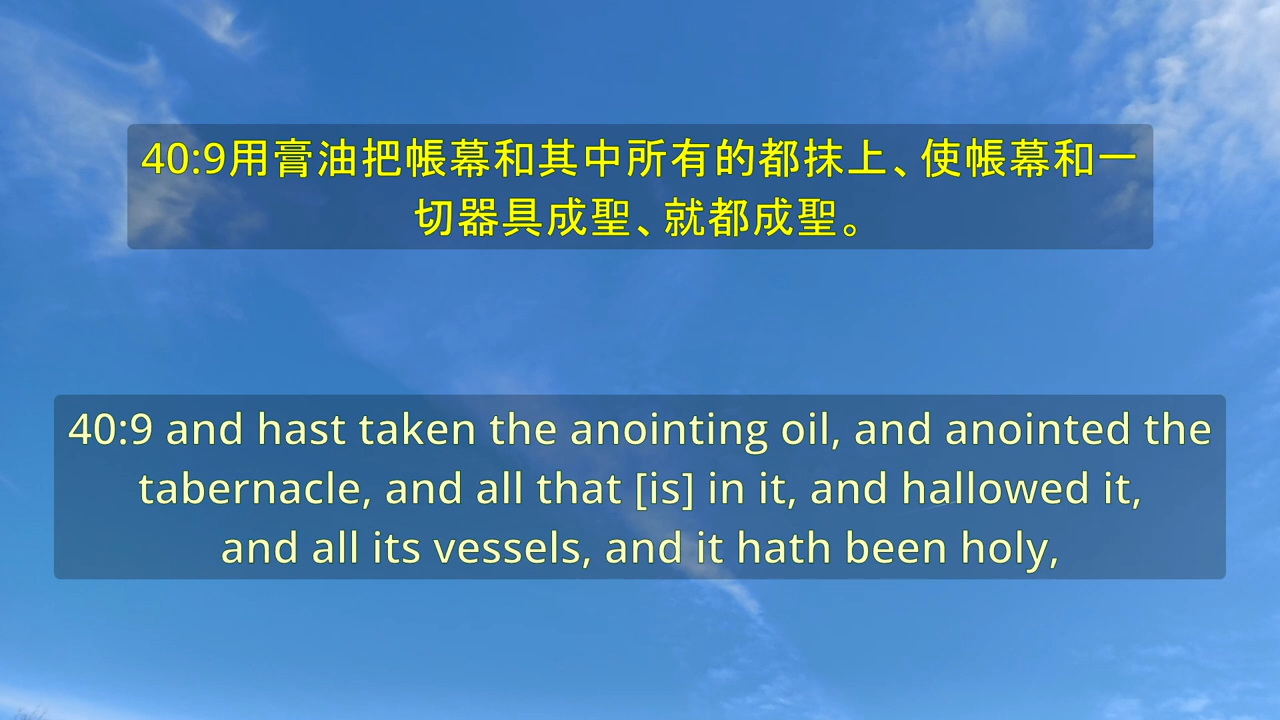 40:9用膏油把帳幕和其中所有的都抹上、使帳幕和一
切器具成聖、就都成聖。
40:9 and hast taken the anointing oil, and anointed the
tabernacle, and all that [is] in it, and hallowed it,
and all its vessels, and it hath been holy,